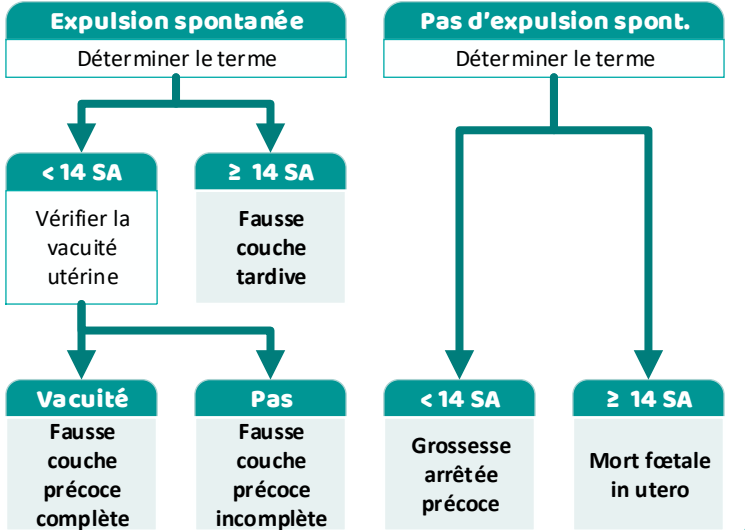 Expulsion spontanée
Déterminer le terme
< 14 SA
Vérifier la
vacuité
utérine
≥ 14 SA
Fausse
couche
tardive
Vacuité
Fausse
couche
précoce
complète
Pas
Fausse
couche
précoce
incomplète
Pas d’expulsion spont.
Déterminer le terme
< 14 SA
Grossesse
arrêtée
précoce
≥ 14 SA
Mort fœtale
in utero